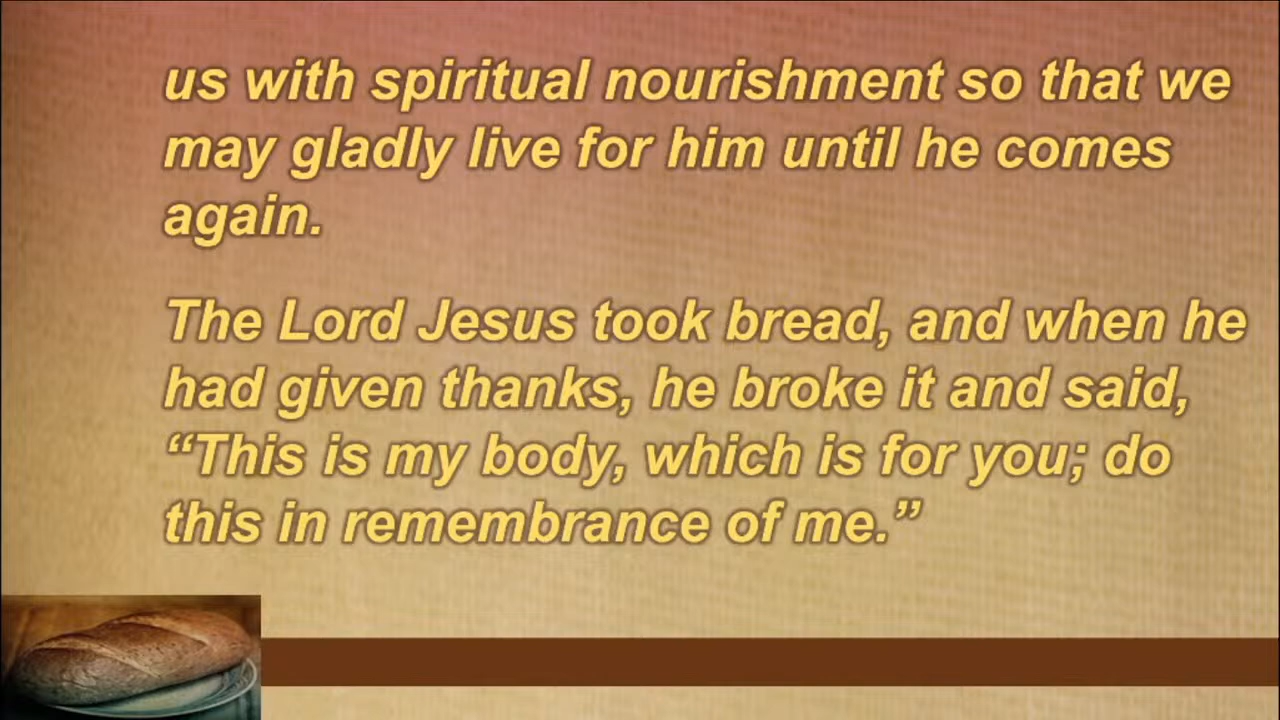 us with spiritual nourishment so that we
may gladly live for him until he comes
again.
The Lord Jesus took bread, and when he
had given thanks, he broke it and said,
“This is my body, which is for you; do
this in remembrance of me.”